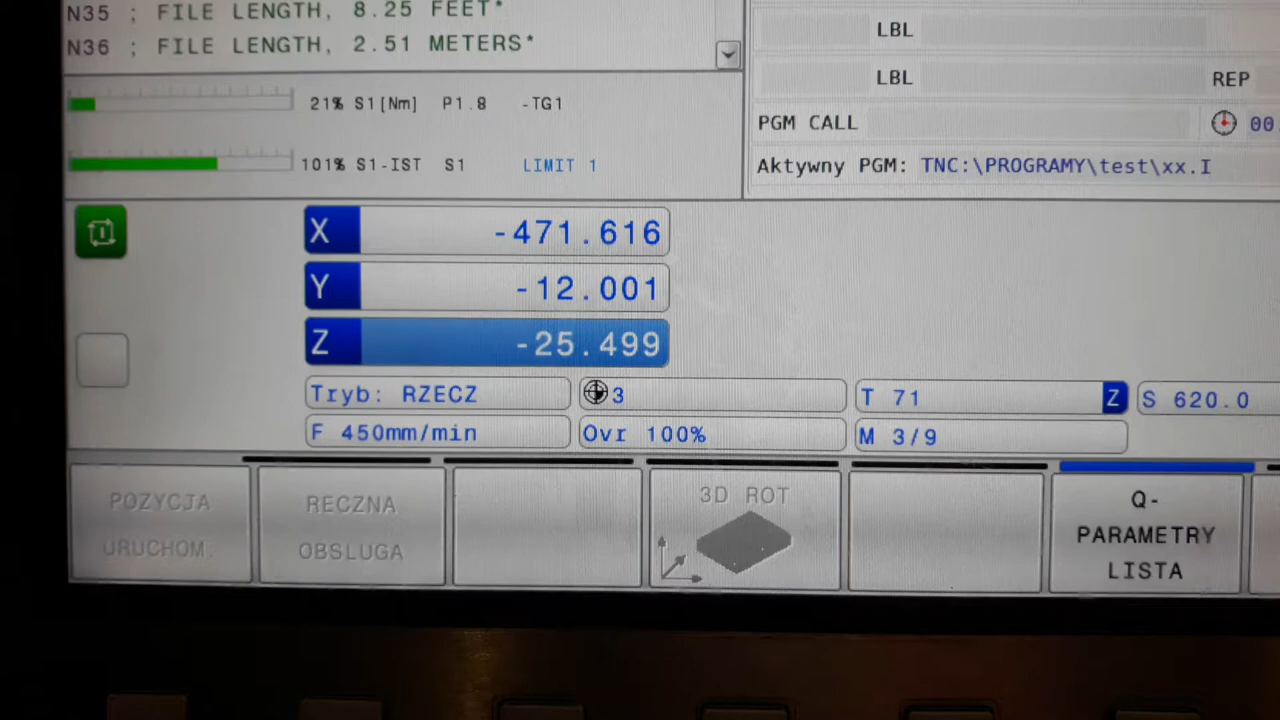 N35 ; FILE LENGTH, 8.25 FEET*
N36 ; FILE LENGTH, 2.51 METERS*
LBL
LBL REP
21% S1[Nm] P1.8 -TG1
PGM CALL 00
101% S1-IST S1 LIMIT 1
Aktywny PGM: TNC:\PROGRAMY\test\xx.I
X -471.616
Y -12.001
Z -25.499
Tryb: RZECZ 3 T 71 Z S 620.0
F 450mm/min Ovr 100% M 3/9
POZYCJA
URUCHOM.
RECZNA
OBSLUGA
3D ROT
Q-
PARAMETRY
LISTA